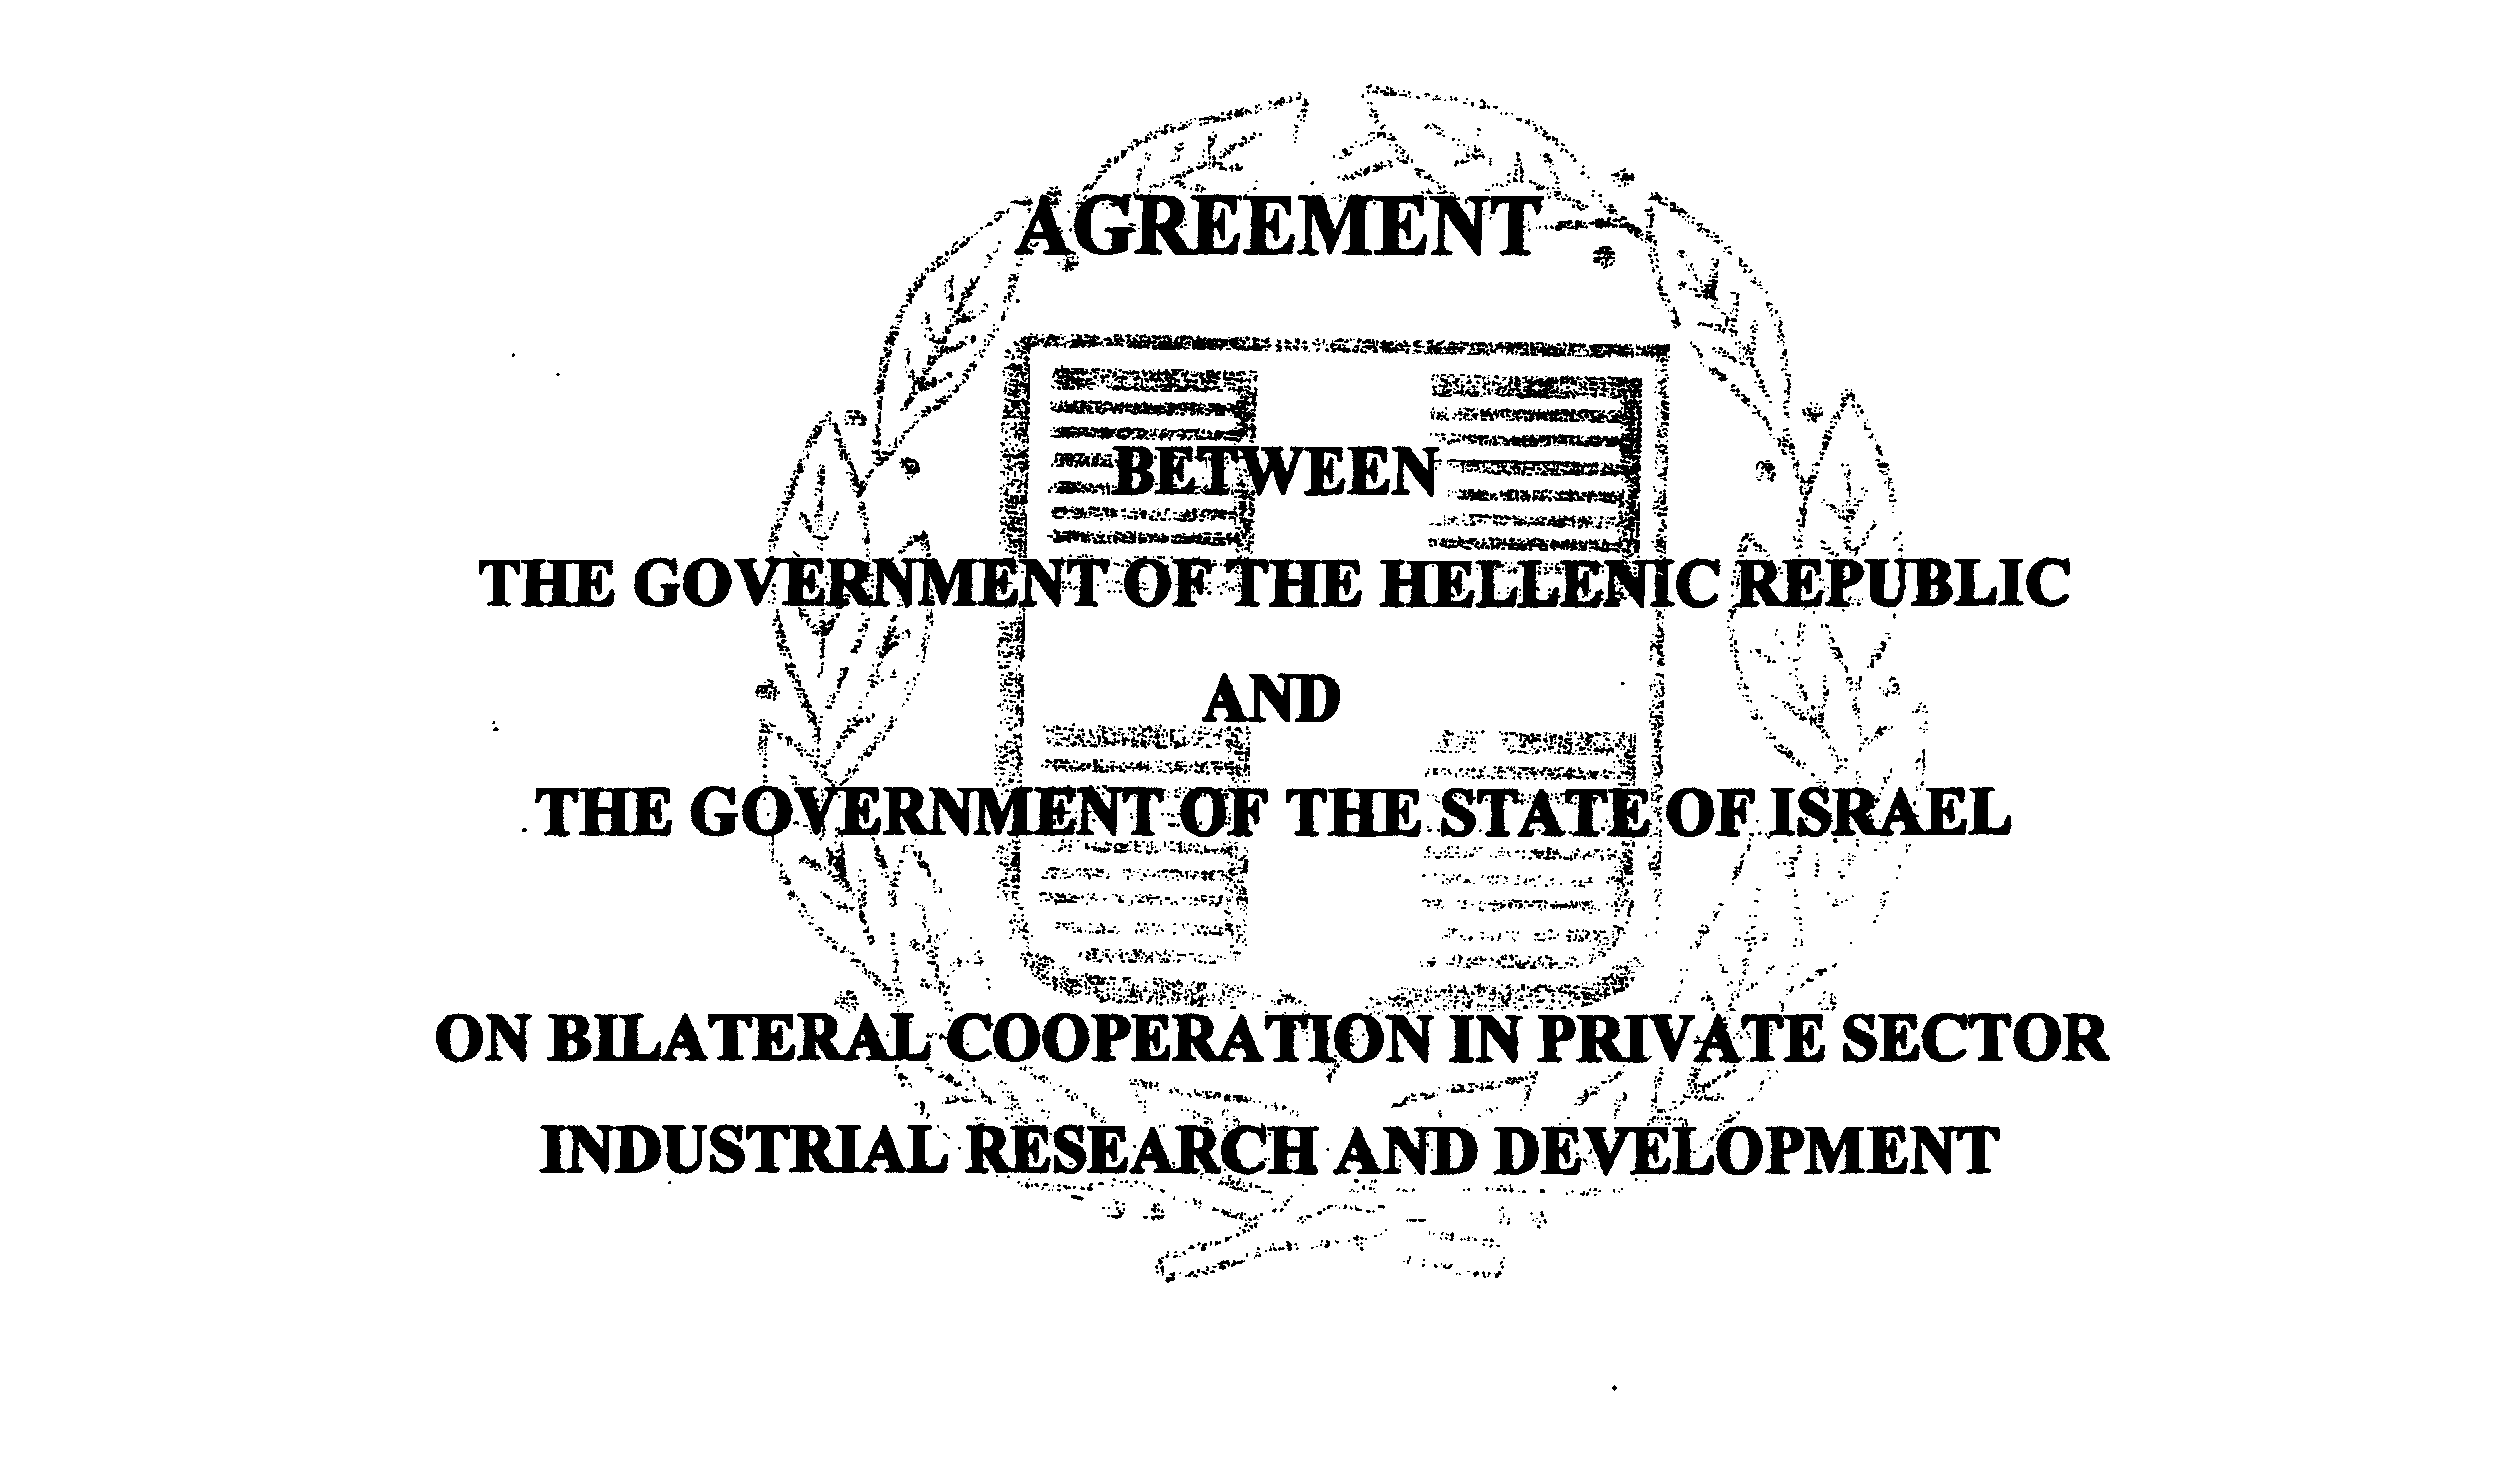 AGREEMENT
BETWEEN
THE GOVERNMENT OF THE HELLENIC REPUBLIC
AND
THE GOVERNMENT OF THE STATE OF ISRAEL
ON BILATERAL COOPERATION IN PRIVATE SECTOR
INDUSTRIAL RESEARCH AND DEVELOPMENT